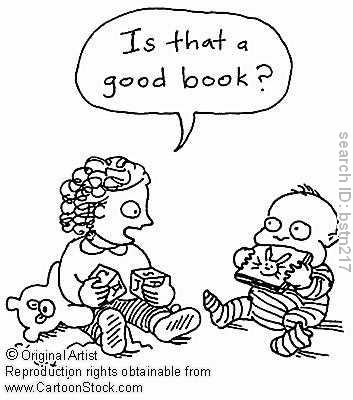 Is that a
good book?
search ID: bstn217
© Original Artist
Reproduction rights obtainable from
www.CartoonStock.com